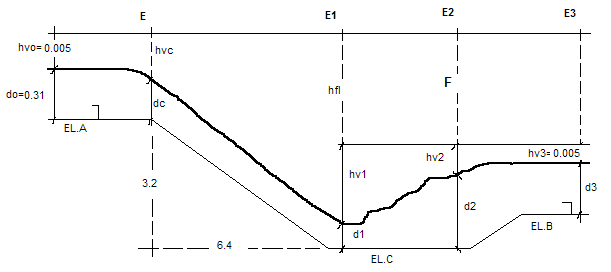 E E1 E2 E3
hvo= 0.005 hvc
hfl F
do=0.31 dc
EL.A
hv1 hv2 hv3= 0.005
3.2
d1 d2 d3
EL.B
6.4
EL.C